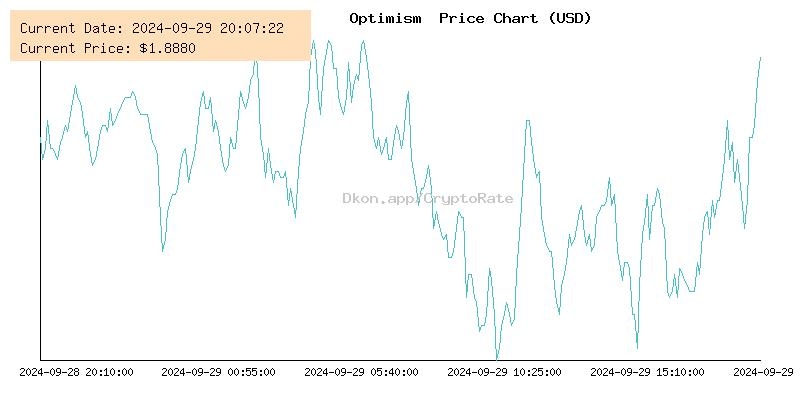 Optimism  Price Chart (USD)
Current Date: 2024-09-29 20:07:22
Current Price: $1.8880
Dkon.app/CryptoRate
2024-09-28 20:10:00 2024-09-29 00:55:00 2024-09-29 05:40:00 2024-09-29 10:25:00 2024-09-29 15:10:00 2024-09-29